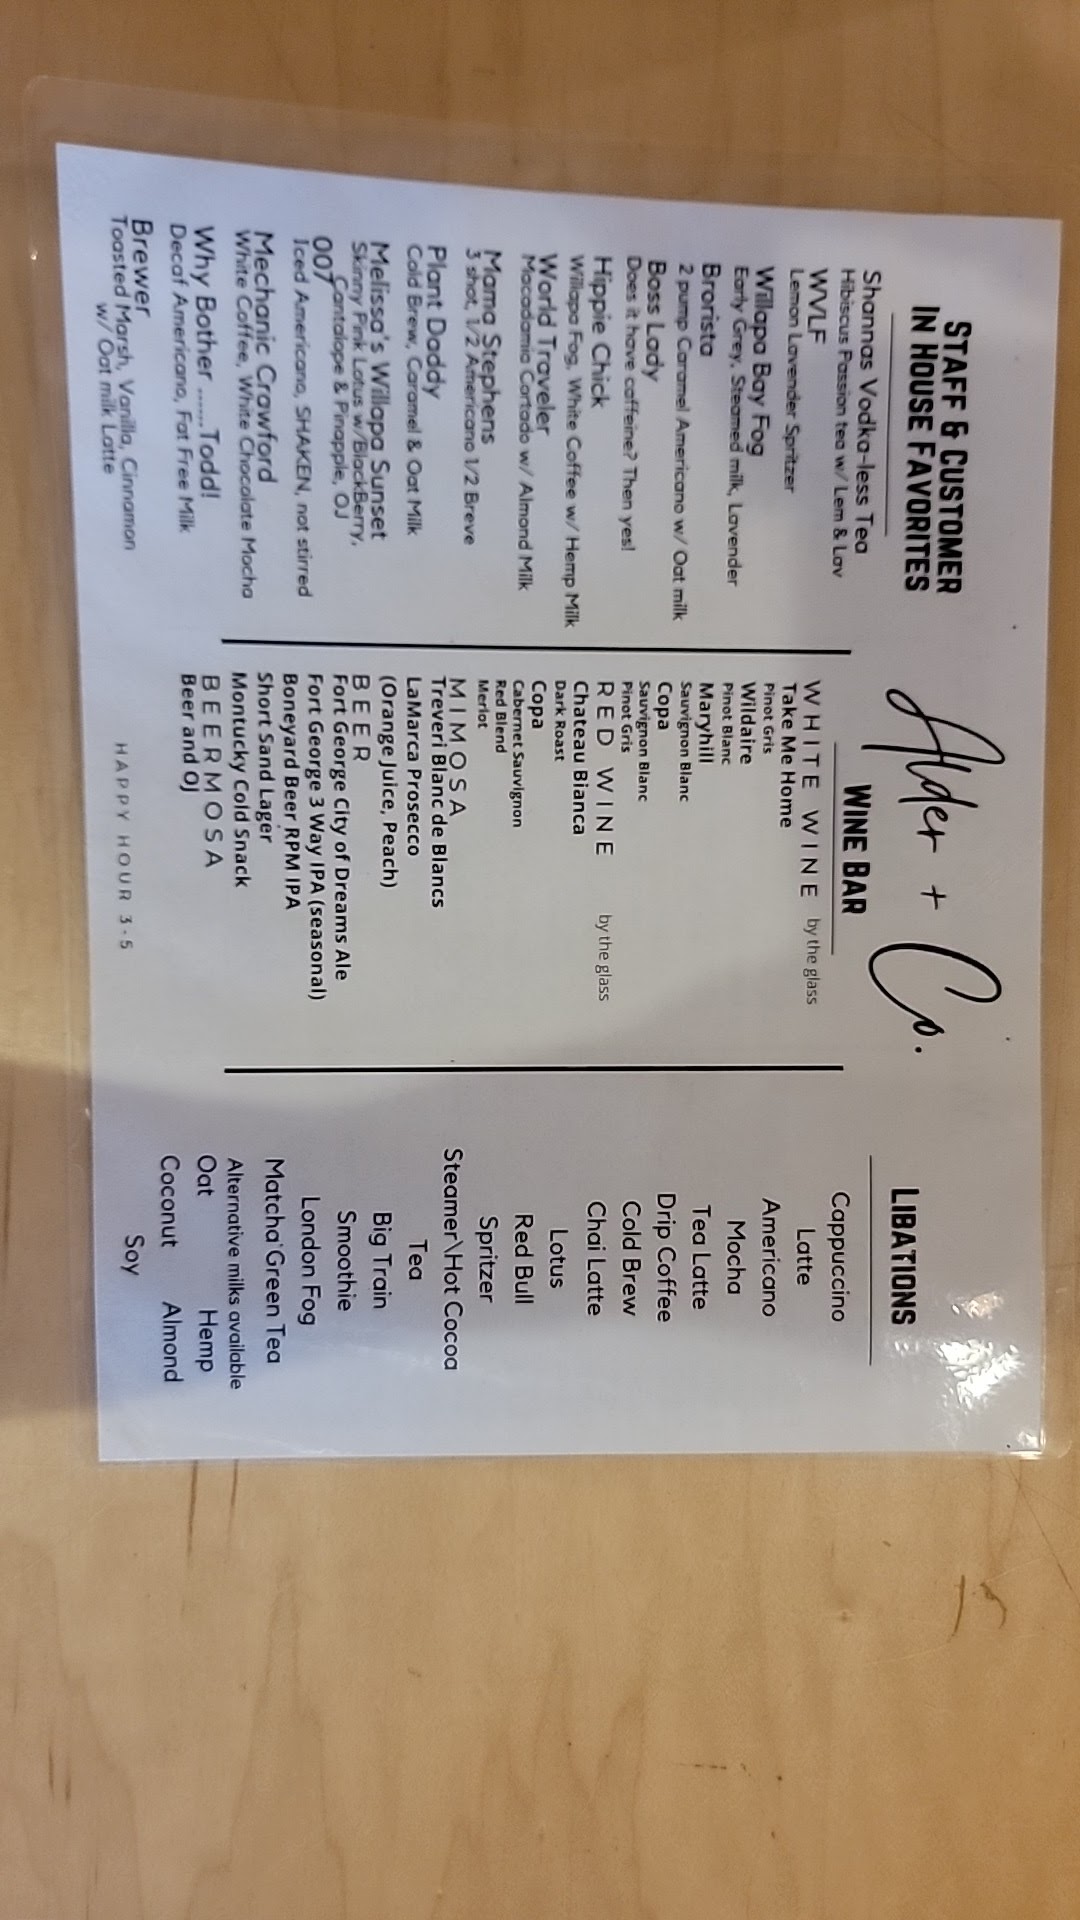 STAFF & CUSTOMER
IN HOUSE FAVORITES
Shannas Vodka-less Tea
Hibiscus Passion tea w/ Lem & Lav
WVLF
Lemon Lavender Spritzer
Willapa Bay Fog
Early Grey, Steamed milk, Lavender
Brorista
2 pump Caramel Americano w/ Oat milk
Boss Lady
Does it have caffeine? Then yes!
Hippie Chick
Willapa Fog, White Coffee w/ Hemp Milk
World Traveler
Macadamia Cortado w/ Almond Milk
Mama Stephens
3 shot, 1/2 Americano 1/2 Breve
Plant Daddy
Cold Brew, Caramel & Oat Milk
Melissa's Willapa Sunset
Skinny Pink Lotus w/BlackBerry,
Cantalope & Pinapple, OJ
007
Iced Americano, SHAKEN, not stirred
Mechanic Crawford
White Coffee, White Chocolate Mocha
Why Bother ......Todd!
Decaf Americano, Fat Free Milk
Brewer
Toasted Marsh, Vanilla, Cinnamon
w/ Oat milk Latte
Alder + Co.
WINE BAR
WHITE WINE by the glass
Take Me Home
Pinot Gris
Wildaire
Pinot Blanc
Maryhill
Sauvignon Blanc
Copa
Sauvignon Blanc
Pinot Gris
RED WINE by the glass
Chateau Bianca
Dark Roast
Copa
Cabernet Sauvignon
Red Blend
Merlot
MIMOSA
Treveri Blanc de Blancs
LaMarca Prosecco
(Orange Juice, Peach)
BEER
Fort George City of Dreams Ale
Fort George 3 Way IPA (seasonal)
Boneyard Beer RPM IPA
Short Sand Lager
Montucky Cold Snack
BEERMOSA
Beer and OJ
HAPPY HOUR 3-5
LIBATIONS
Cappuccino
Latte
Americano
Mocha
Tea Latte
Drip Coffee
Cold Brew
Chai Latte
Lotus
Red Bull
Spritzer
Steamer\Hot Cocoa
Tea
Big Train
Smoothie
London Fog
Matcha Green Tea
Alternative milks available
Oat Hemp
Coconut Almond
Soy